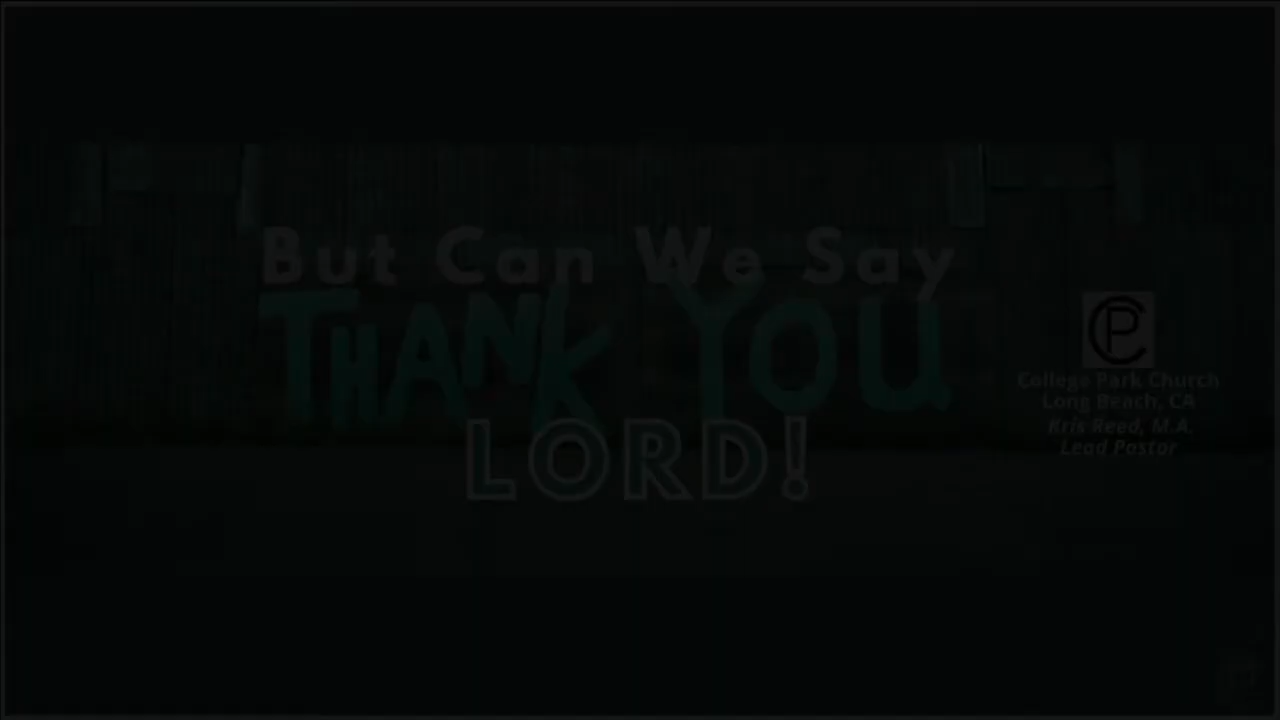 But Can We Say
THANK YOU
LORD!
CP
College Park Church
Long Beach, CA
Kris Reed, M.A.
Lead Pastor